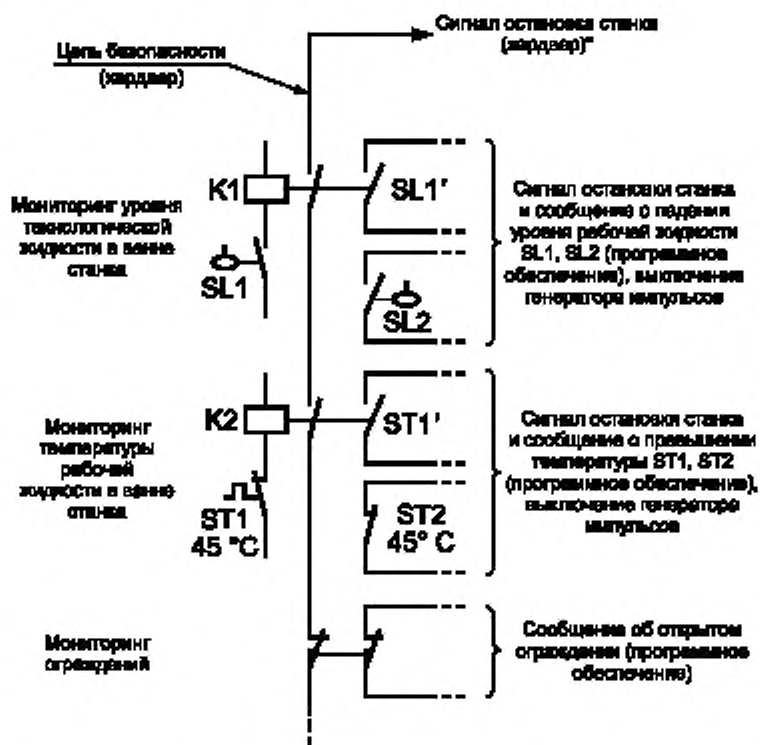 Сигнал остановка станка
(хардвер)*
Цепь безопасности
(хардвер)
K1
SL1'
Мониторинг уровня
технологической
жидкости в ванне
станка
SL1
SL2
Сигнал остановки станка
и сообщение о падения
уровня рабочей жидкости
SL1, SL2 (програмное
обеспечение), выключение
генератора импульсов
K2
ST1'
Мониторинг
температуры
рабочей
жидкости в ванне
станка
ST1
45 °C
ST2
45° C
Сигнал остановки станка
и сообщение о превышении
температуры ST1, ST2
(программное обеспечение),
выключение генератора
импульсов
Мониторинг
ограждений
Сообщение об открытом
ограждении (программное
обеспечение)